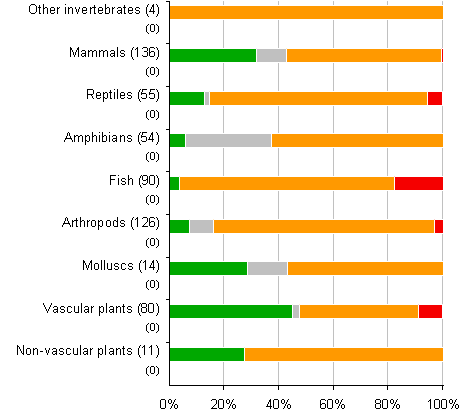 Other invertebrates (4)
(0)
Mammals (136)
(0)
Reptiles (55)
(0)
Amphibians (54)
(0)
Fish (90)
(0)
Arthropods (126)
(0)
Molluscs (14)
(0)
Vascular plants (80)
(0)
Non-vascular plants (11)
(0)
0% 20% 40% 60% 80% 100%